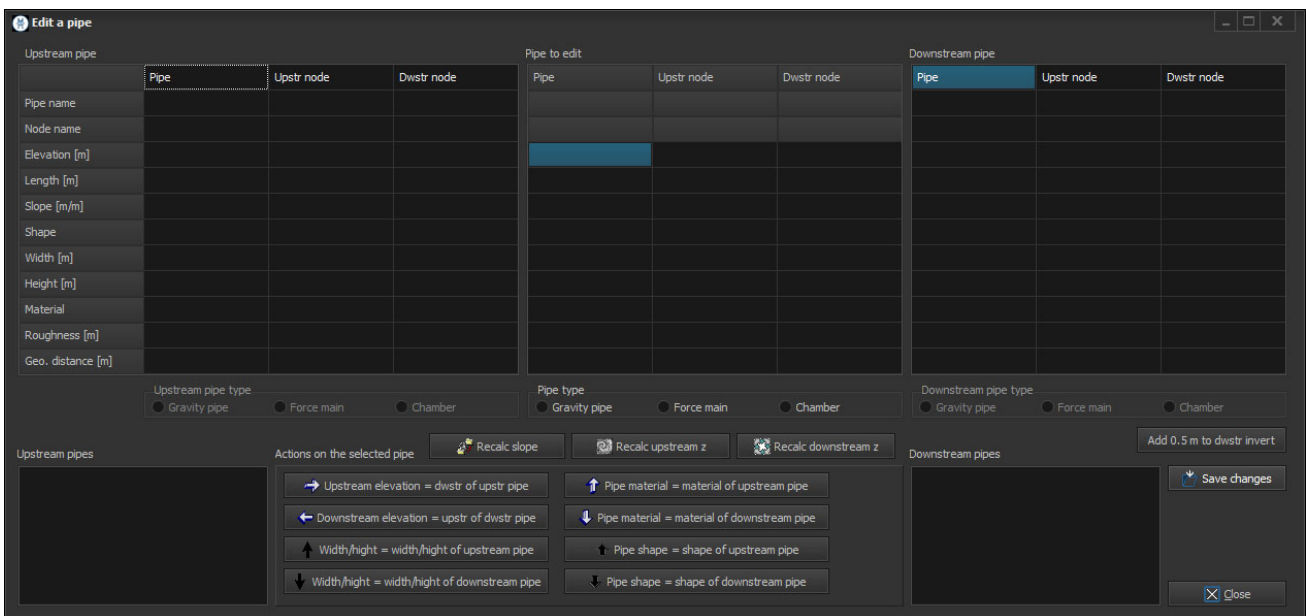 Edit a pipe
Upstream pipe Pipe to edit Downstream pipe
Pipe Upstr node Dwstr node Pipe Upstr node Dwstr node Pipe Upstr node Dwstr node
Pipe name
Node name
Elevation [m]
Length [m]
Slope [m/m]
Shape
Width [m]
Height [m]
Material
Roughness [m]
Geo. distance [m]
Upstream pipe type Pipe type Downstream pipe type
Gravity pipe Force main Chamber Gravity pipe Force main Chamber Gravity pipe Force main Chamber
Recalc slope Recalc upstream z Recalc downstream z Add 0.5 m to dwstr invert
Upstream pipes Actions on the selected pipe Downstream pipes
Upstream elevation = dwstr of upstr pipe Pipe material = material of upstream pipe Save changes
Downstream elevation = upstr of dwstr pipe Pipe material = material of downstream pipe
Width/hight = width/hight of upstream pipe Pipe shape = shape of upstream pipe
Width/hight = width/hight of downstream pipe Pipe shape = shape of downstream pipe
Close